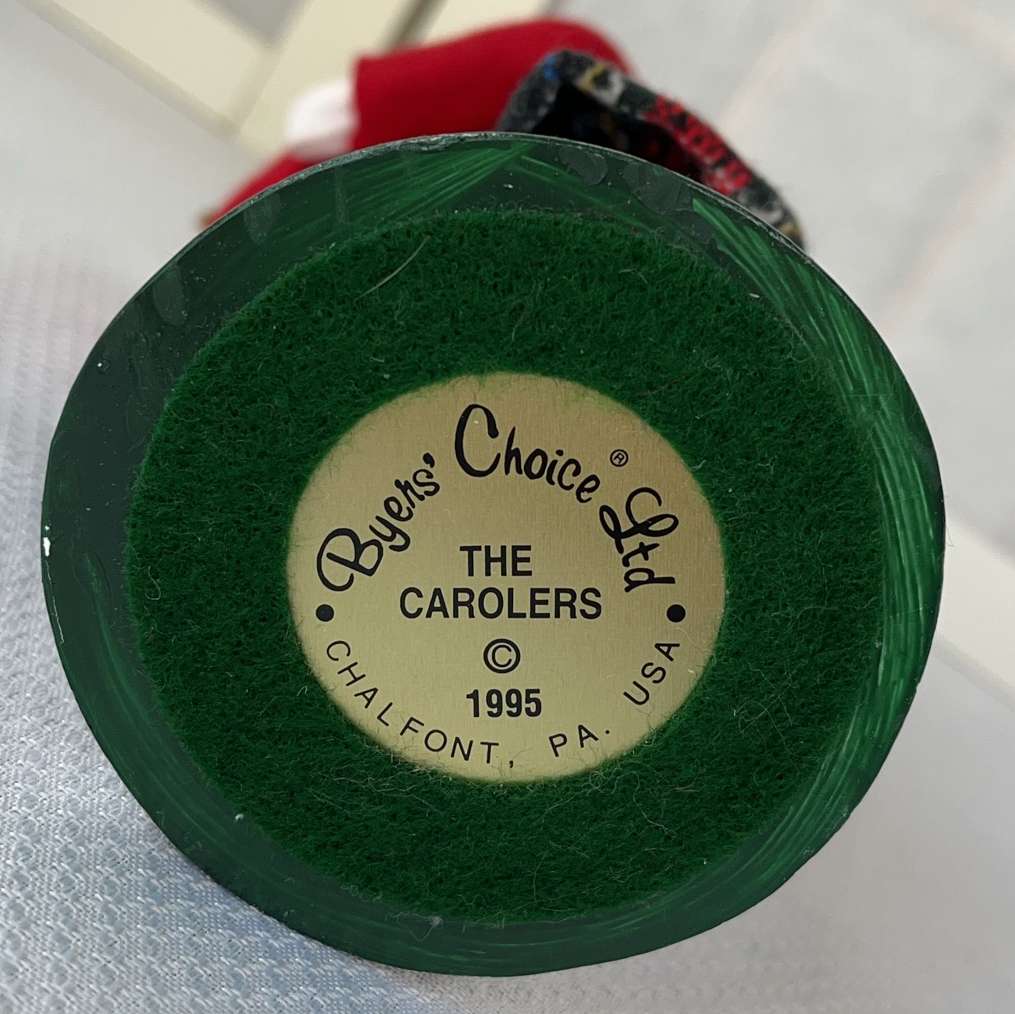 Byers' Choice® Ltd
THE
CAROLERS
©
1995
• CHALFONT, PA. USA •